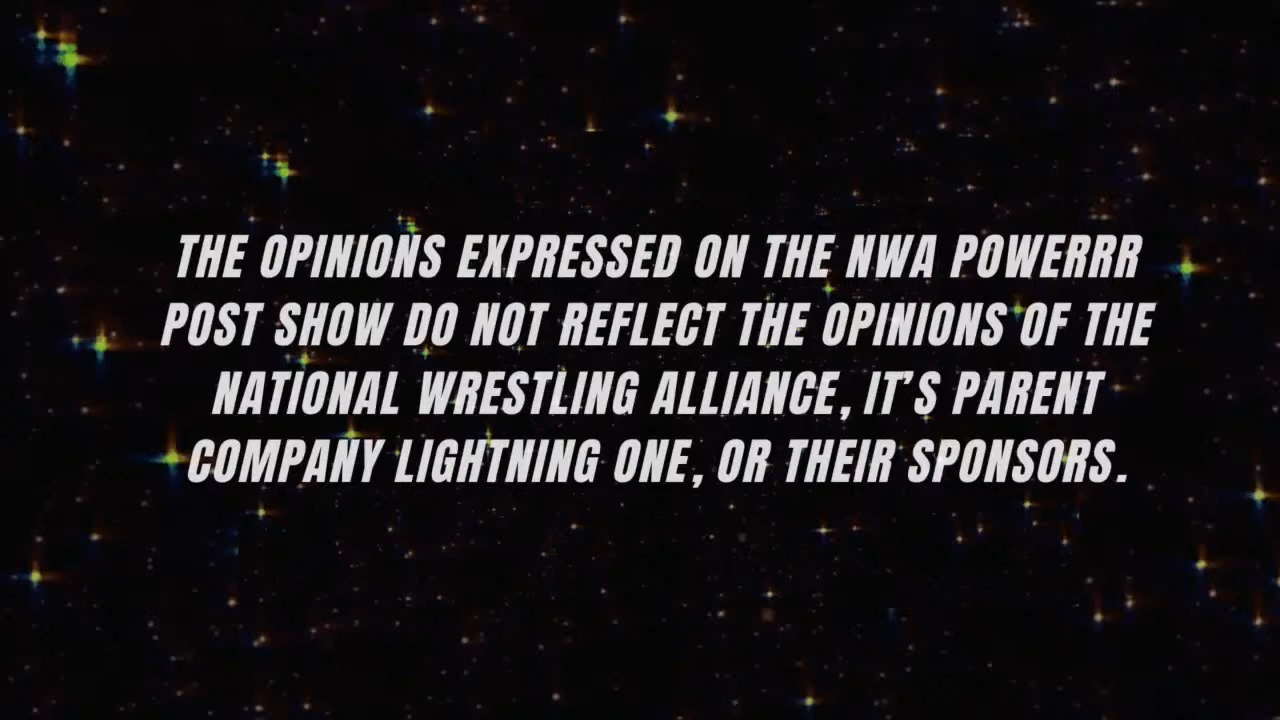 THE OPINIONS EXPRESSED ON THE NWA POWERRR
POST SHOW DO NOT REFLECT THE OPINIONS OF THE
NATIONAL WRESTLING ALLIANCE, IT’S PARENT
COMPANY LIGHTNING ONE, OR THEIR SPONSORS.